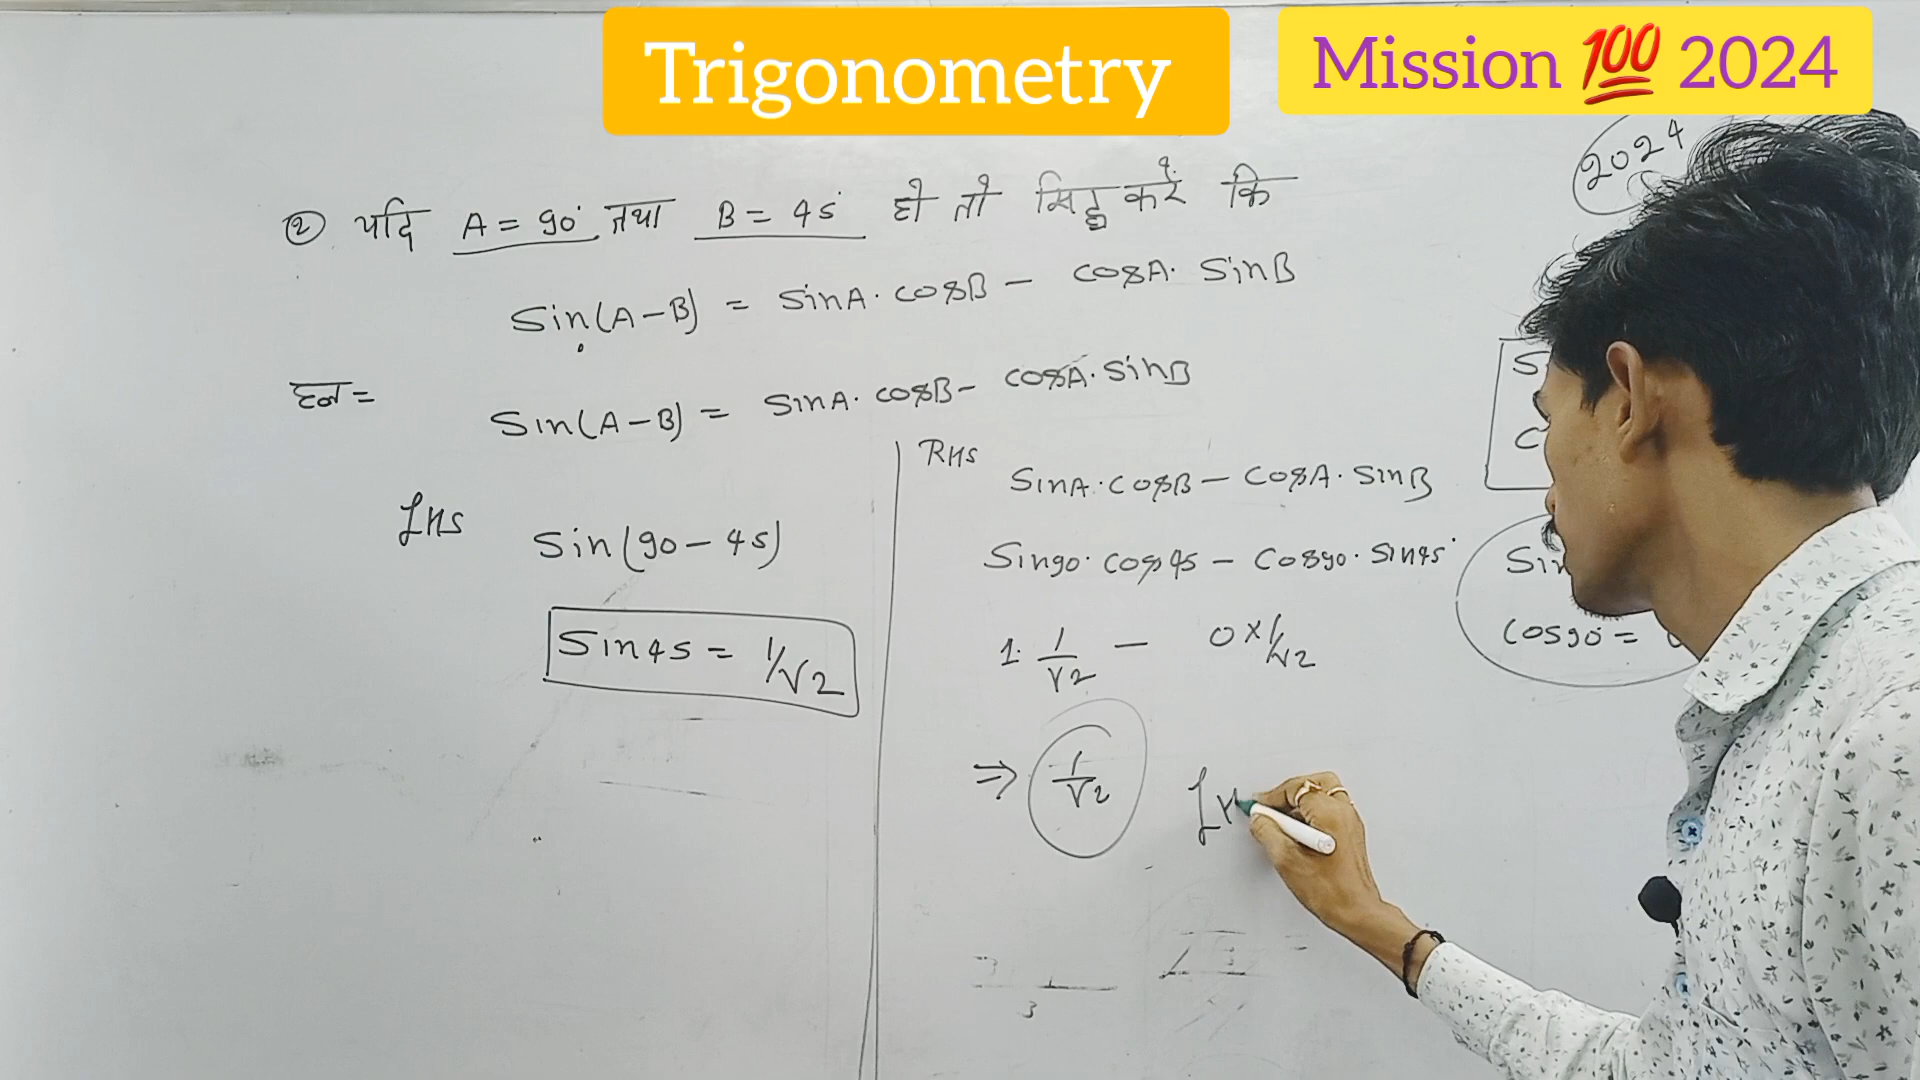 Trigonometry
Mission 💯 2024
2024
② यदि A = 90° तथा B = 45° हो तो सिद्ध करें कि
Sin(A-B) = SinA. cosB - cosA. SinB
हल =
Sin(A-B) = SinA. cosB - cosA. SinB
LHS
Sin(90-45)
Sin45 = 1/√2
RHS
SinA. cosB - CosA. SinB
Sin90. cos45 - Cos90. Sin45°
1. 1/√2 - 0×1/√2
⇒ 1/√2
LH
S
C
Sin
Cos90 =